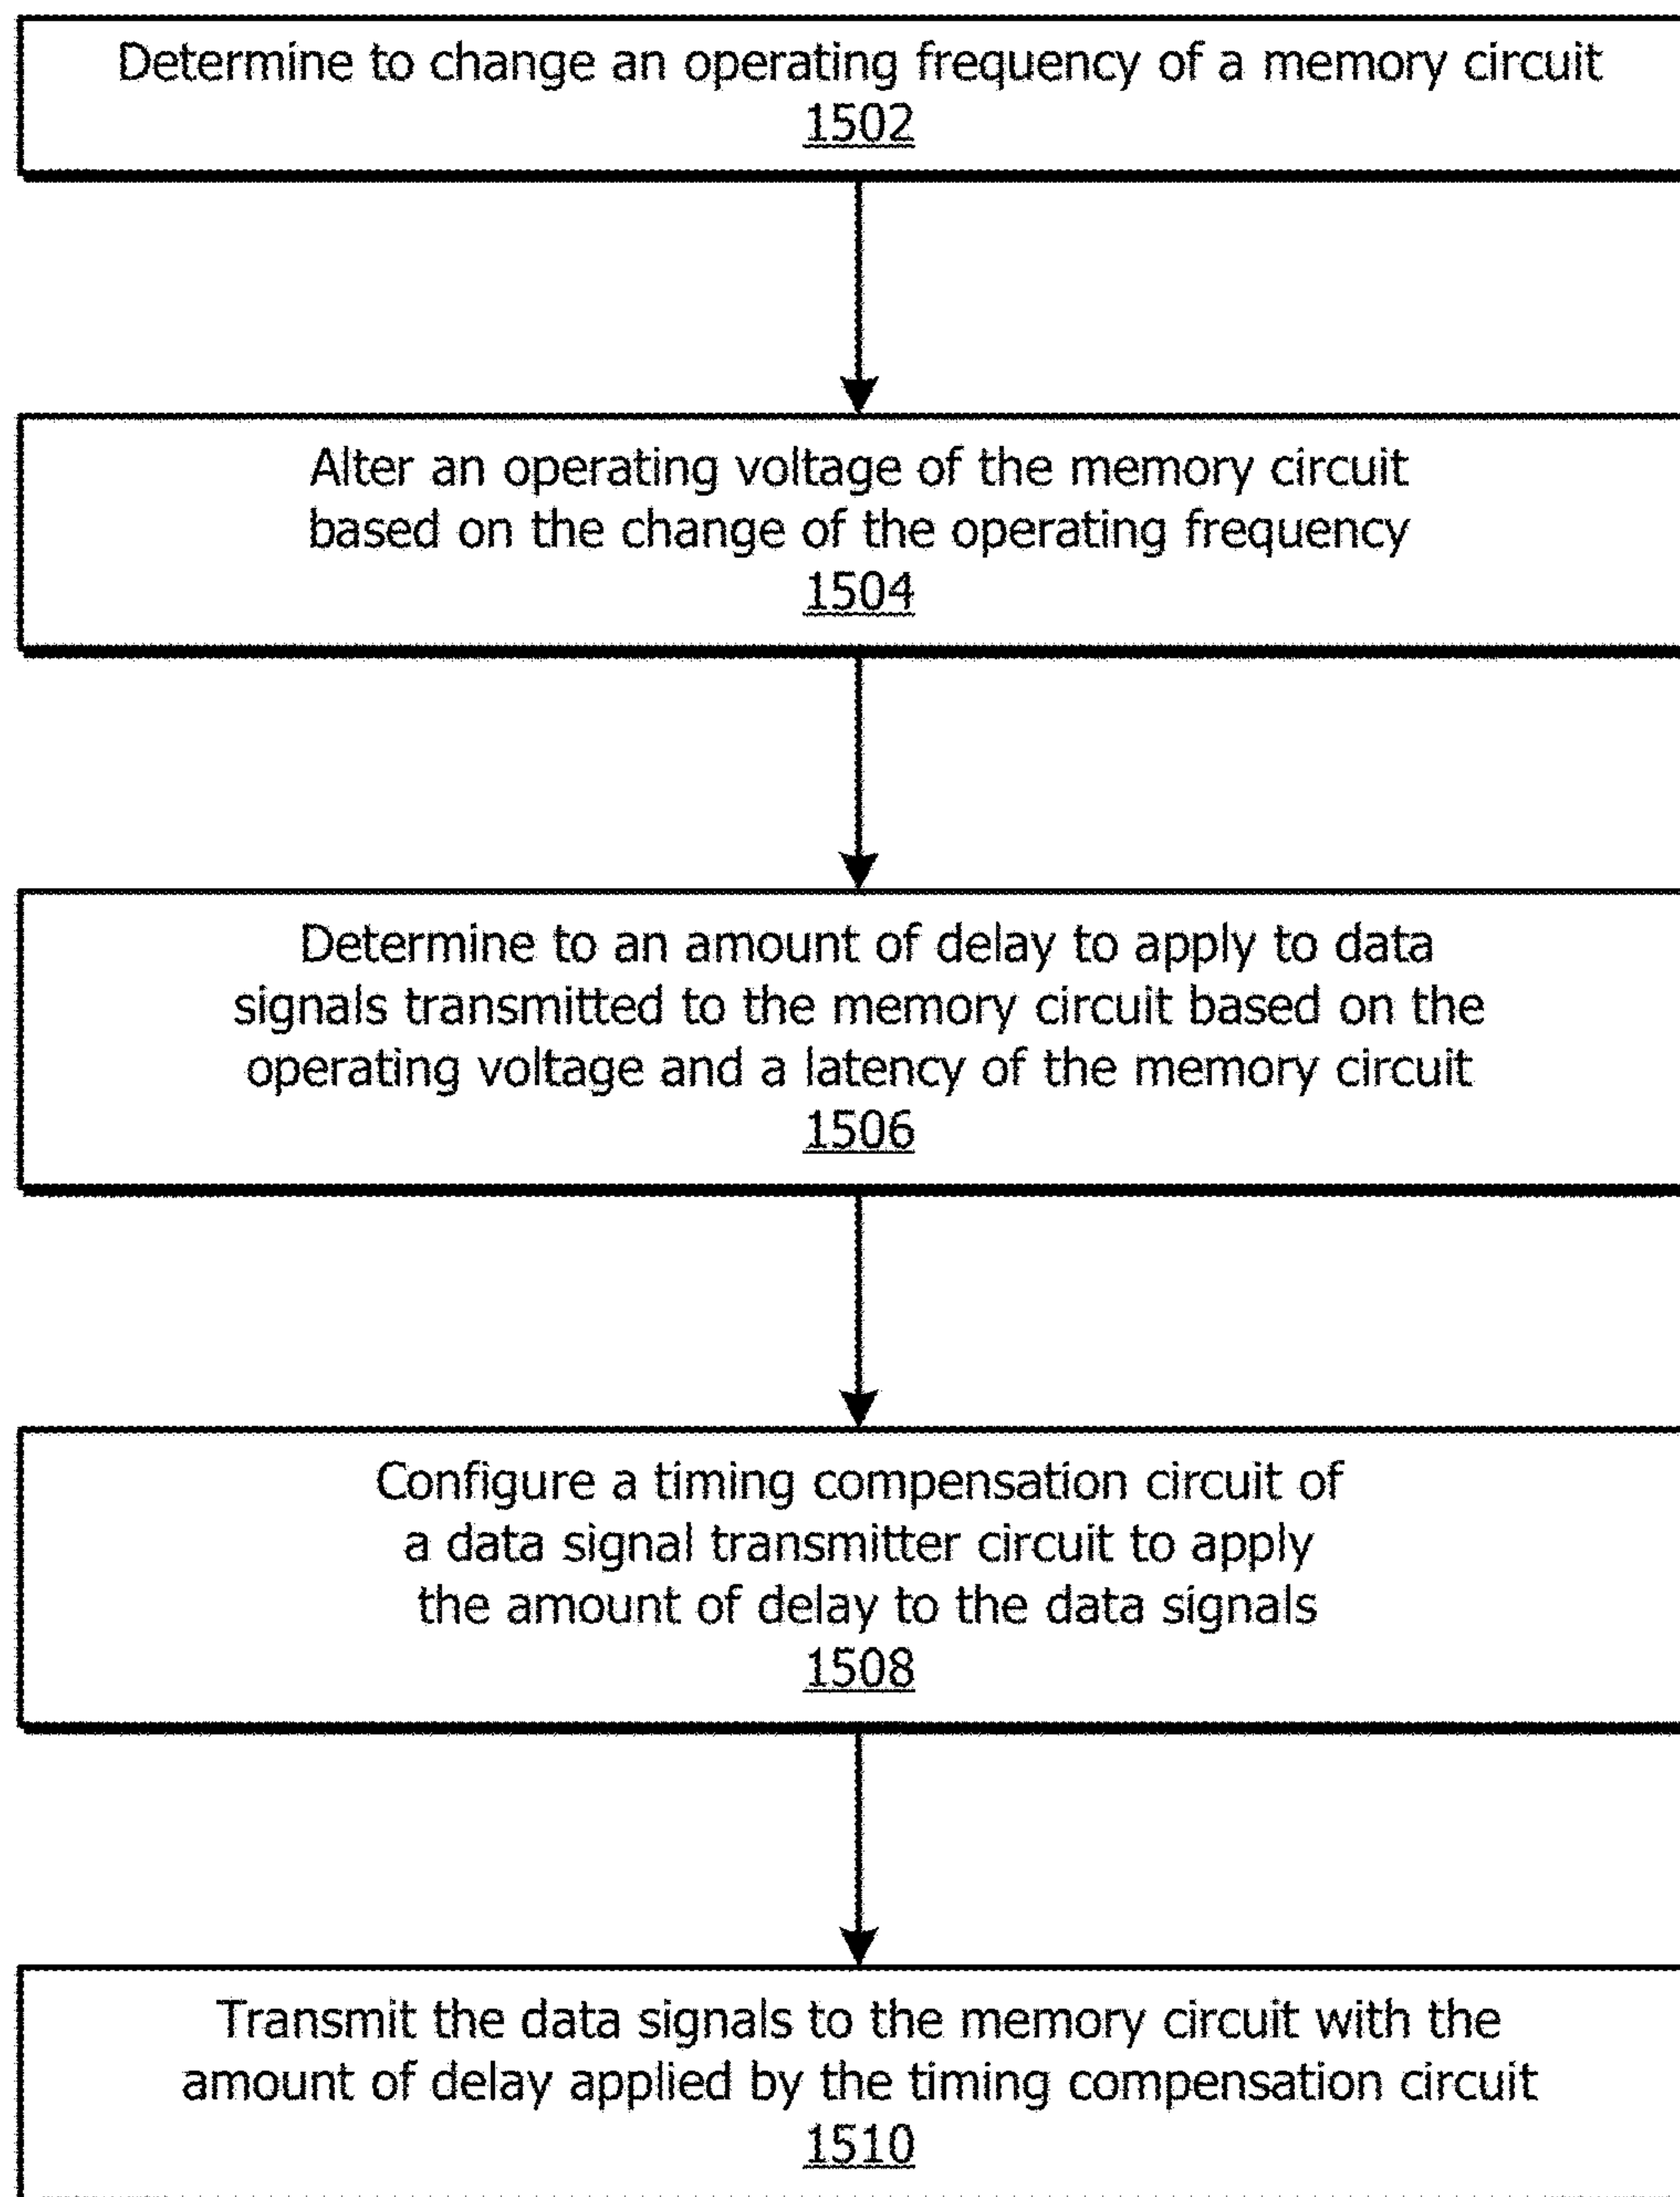 Determine to change an operating frequency of a memory circuit
1502
Alter an operating voltage of the memory circuit
based on the change of the operating frequency
1504
Determine to an amount of delay to apply to data
signals transmitted to the memory circuit based on the
operating voltage and a latency of the memory circuit
1506
Configure a timing compensation circuit of
a data signal transmitter circuit to apply
the amount of delay to the data signals
1508
Transmit the data signals to the memory circuit with the
amount of delay applied by the timing compensation circuit
1510